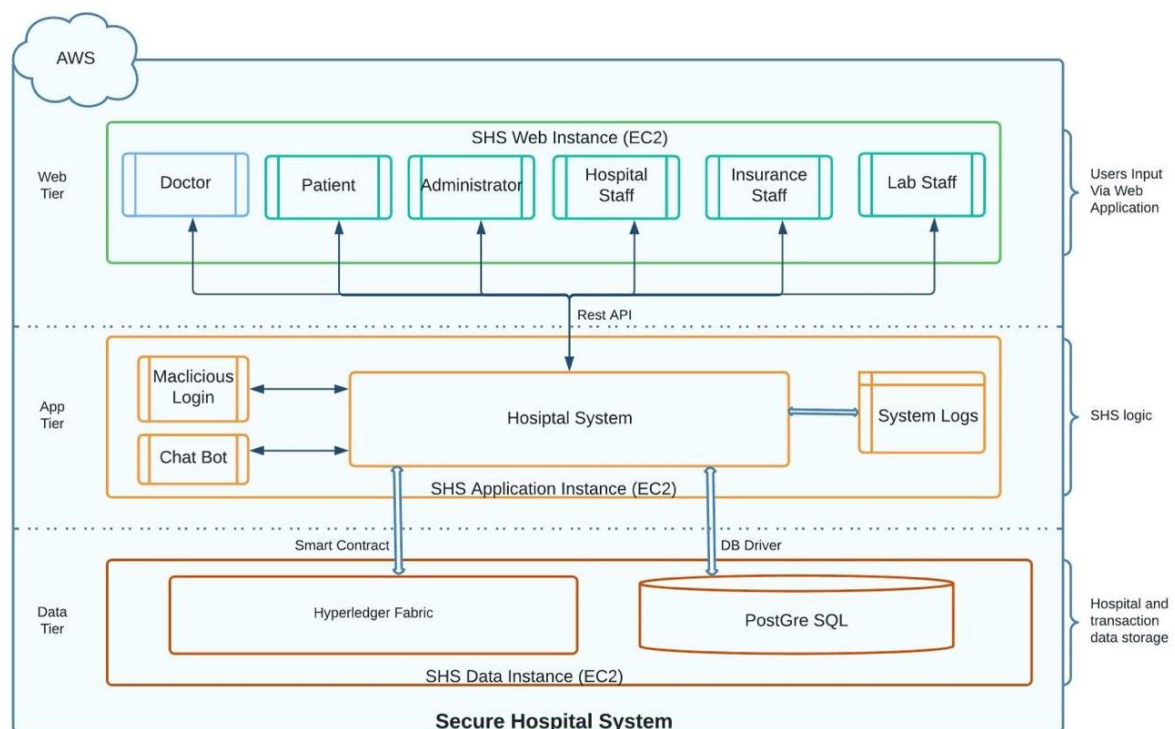 AWS
SHS Web Instance (EC2)
Web
Tier
Doctor
Patient
Administrator
Hospital
Staff
Insurance
Staff
Lab Staff
Users Input
Via Web
Application
Rest API
App
Tier
Maclicious
Login
Chat Bot
Hosiptal System
System Logs
SHS logic
SHS Application Instance (EC2)
Smart Contract
DB Driver
Data
Tier
Hyperledger Fabric
PostGre SQL
Hospital and
transaction
data storage
SHS Data Instance (EC2)
Secure Hospital System